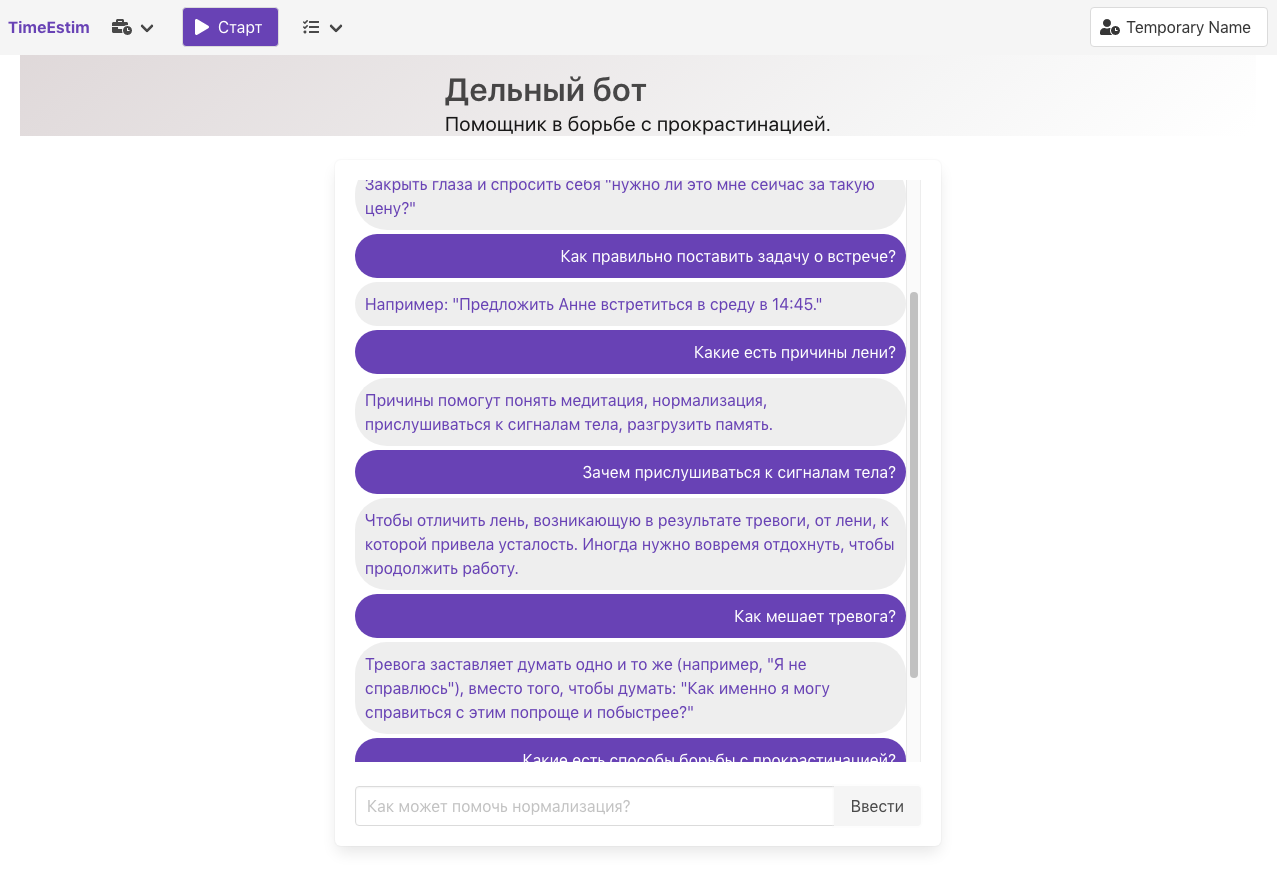 TimeEstim
Старт
Temporary Name
Дельный бот
Помощник в борьбе с прокрастинацией.
Закрыть глаза и спросить себя "нужно ли это мне сейчас за такую
цену?"
Как правильно поставить задачу о встрече?
Например: "Предложить Анне встретиться в среду в 14:45."
Какие есть причины лени?
Причины помогут понять медитация, нормализация,
прислушиваться к сигналам тела, разгрузить память.
Зачем прислушиваться к сигналам тела?
Чтобы отличить лень, возникающую в результате тревоги, от лени, к
которой привела усталость. Иногда нужно вовремя отдохнуть, чтобы
продолжить работу.
Как мешает тревога?
Тревога заставляет думать одно и то же (например, "Я не
справлюсь"), вместо того, чтобы думать: "Как именно я могу
справиться с этим попроще и побыстрее?"
Какие есть способы борьбы с прокрастинацией?
Как может помочь нормализация?
Ввести